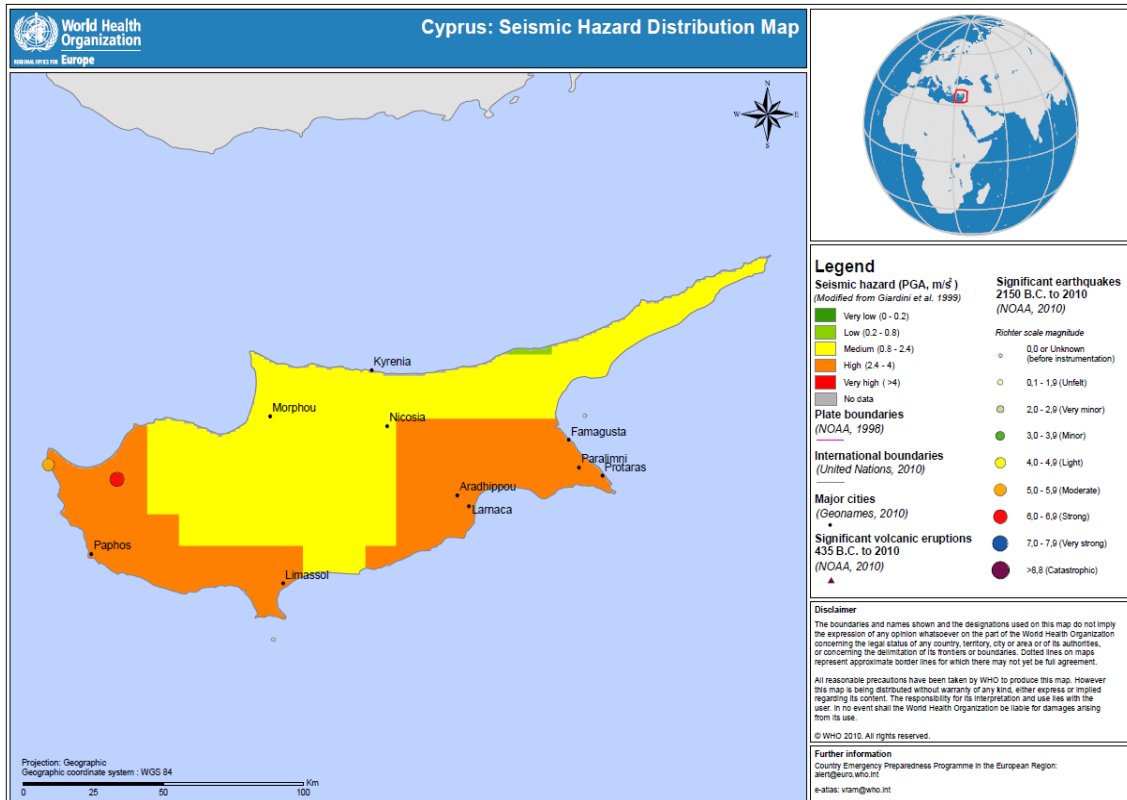 World Health
Organization
REGIONAL OFFICE FOR Europe
Cyprus: Seismic Hazard Distribution Map
N
W
E
S
Kyrenia
Morphou
Nicosia
Famagusta
Paralimni
Protaras
Aradhippou
Larnaca
Paphos
Limassol
Projection: Geographic
Geographic coordinate system : WGS 84
Km
0 25 50 100
Legend
Seismic hazard (PGA, m/s²)
(Modified from Giardini et al. 1999)
Very low (0 - 0.2)
Low (0.2 - 0.8)
Medium (0.8 - 2.4)
High (2.4 - 4)
Very high ( >4)
No data
Plate boundaries
(NOAA, 1998)
International boundaries
(United Nations, 2010)
Major cities
(Geonames, 2010)
Significant volcanic eruptions
435 B.C. to 2010
(NOAA, 2010)
Significant earthquakes
2150 B.C. to 2010
(NOAA, 2010)
Richter scale magnitude
0,0 or Unknown
(before instrumentation)
0,1 - 1,9 (Unfelt)
2,0 - 2,9 (Very minor)
3,0 - 3,9 (Minor)
4,0 - 4,9 (Light)
5,0 - 5,9 (Moderate)
6,0 - 6,9 (Strong)
7,0 - 7,9 (Very strong)
>8,8 (Catastrophic)
Disclaimer
The boundaries and names shown and the designations used on this map do not imply
the expression of any opinion whatsoever on the part of the World Health Organization
concerning the legal status of any country, territory, city or area or of its authorities,
or concerning the delimitation of its frontiers or boundaries. Dotted lines on maps
represent approximate border lines for which there may not yet be full agreement.
All reasonable precautions have been taken by WHO to produce this map. However
this map is being distributed without warranty of any kind, either express or implied
regarding its content. The responsibility for its interpretation and use lies with the
user. In no event shall the World Health Organization be liable for damages arising
from its use.
© WHO 2010. All rights reserved.
Further information
Country Emergency Preparedness Programme in the European Region:
alert@euro.who.int
e-atlas: vram@who.int